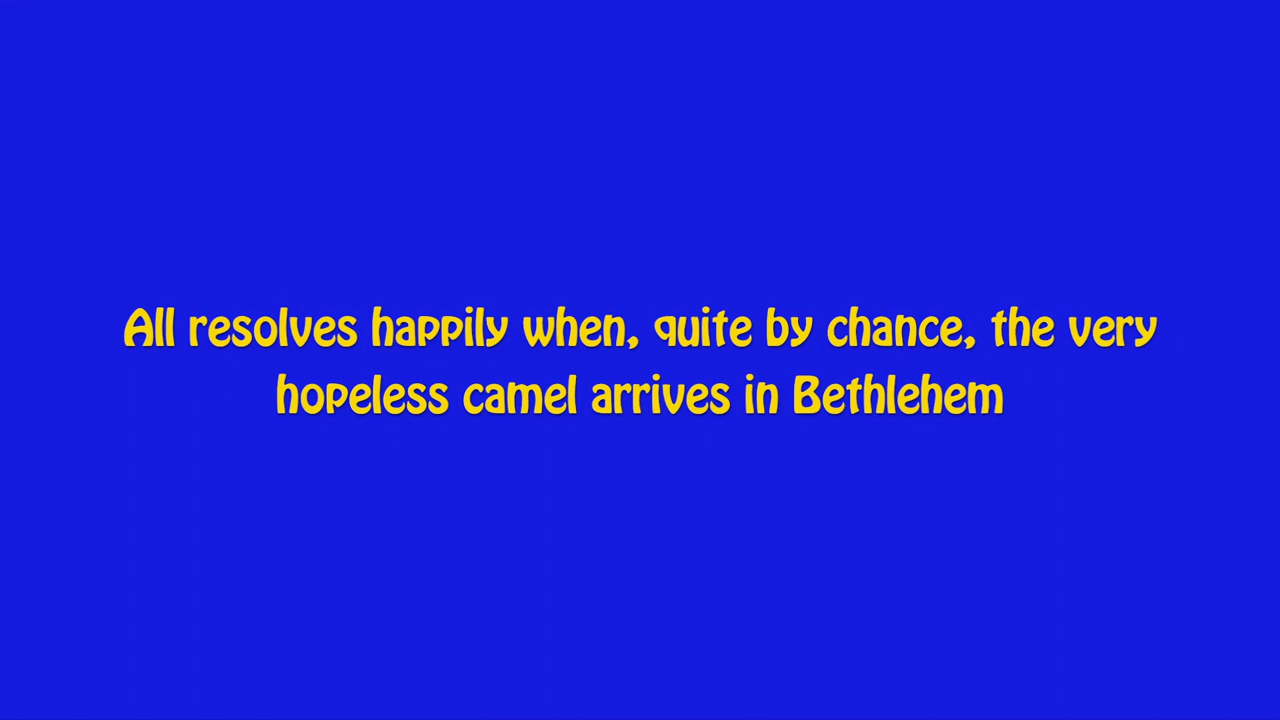 All resolves happily when, quite by chance, the very
hopeless camel arrives in Bethlehem